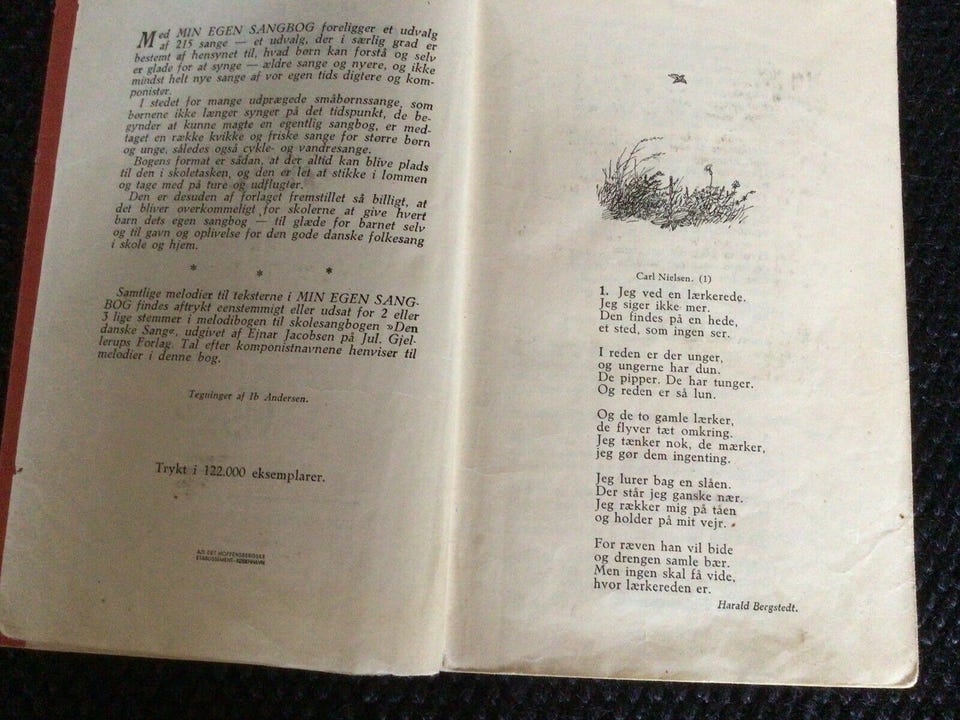 Med MIN EGEN SANGBOG foreligger et udvalg
af 215 sange — et udvalg, der i særlig grad er
bestemt af hensynet til, hvad børn kan forstå og selv
er glade for at synge — ældre sange og nyere, og ikke
mindst helt nye sange af vor egen tids digtere og kom-
ponister.
I stedet for mange udprægede småbørnssange, som
børnene ikke længer synger på det tidspunkt, de be-
gynder at kunne magte en egentlig sangbog, er med-
taget en række kvikke og friske sange for større børn
og unge, således også cykle- og vandresange.
Bogens format er sådan, at der altid kan blive plads
til den i skoletasken, og den er let at stikke i lommen
og tage med på ture og udflugter.
Den er desuden af forlaget fremstillet så billigt, at
det bliver overkommeligt for skolerne at give hvert
barn dets egen sangbog — til glæde for barnet selv
og til gavn og oplivelse for den gode danske folkesang
i skole og hjem.
* * *
Samtlige melodier til teksterne i MIN EGEN SANG-
BOG findes aftrykt eenstemmigt eller udsat for 2 eller
3 lige stemmer i melodibogen til skolesangbogen »Den
danske Sang«, udgivet af Ejnar Jacobsen på Jul. Gjel-
lerups Forlag. Tal efter komponistnavnene henviser til
melodier i denne bog.
Tegninger af Ib Andersen.
Trykt i 122.000 eksemplarer.
A/S DET HOFFENSBERGSKE
ETABLISSEMENT - KØBENHAVN
Carl Nielsen. (1)
1. Jeg ved en lærkerede.
Jeg siger ikke mer.
Den findes på en hede,
et sted, som ingen ser.
I reden er der unger,
og ungerne har dun.
De pipper. De har tunger.
Og reden er så lun.
Og de to gamle lærker,
de flyver tæt omkring.
Jeg tænker nok, de mærker,
jeg gør dem ingenting.
Jeg lurer bag en slåen.
Der står jeg ganske nær.
Jeg rækker mig på tåen
og holder på mit vejr.
For ræven han vil bide
og drengen samle bær.
Men ingen skal få vide,
hvor lærkereden er.
Harald Bergstedt.